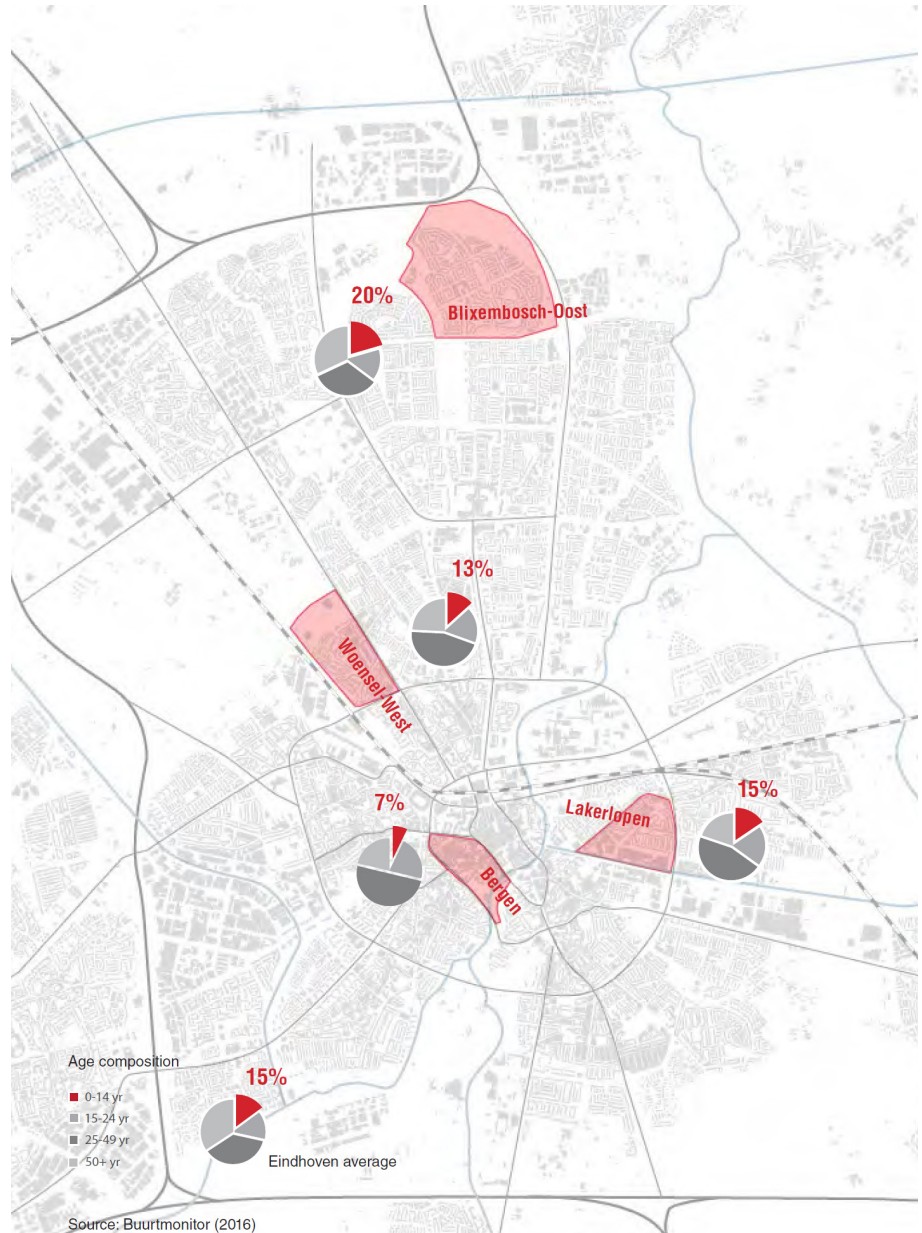 20%
Blixembosch-Oost
13%
Woensel-West
7%
Bergen
Lakerlopen
15%
Age composition
0-14 yr
15-24 yr
25-49 yr
50+ yr
15%
Eindhoven average
Source: Buurtmonitor (2016)